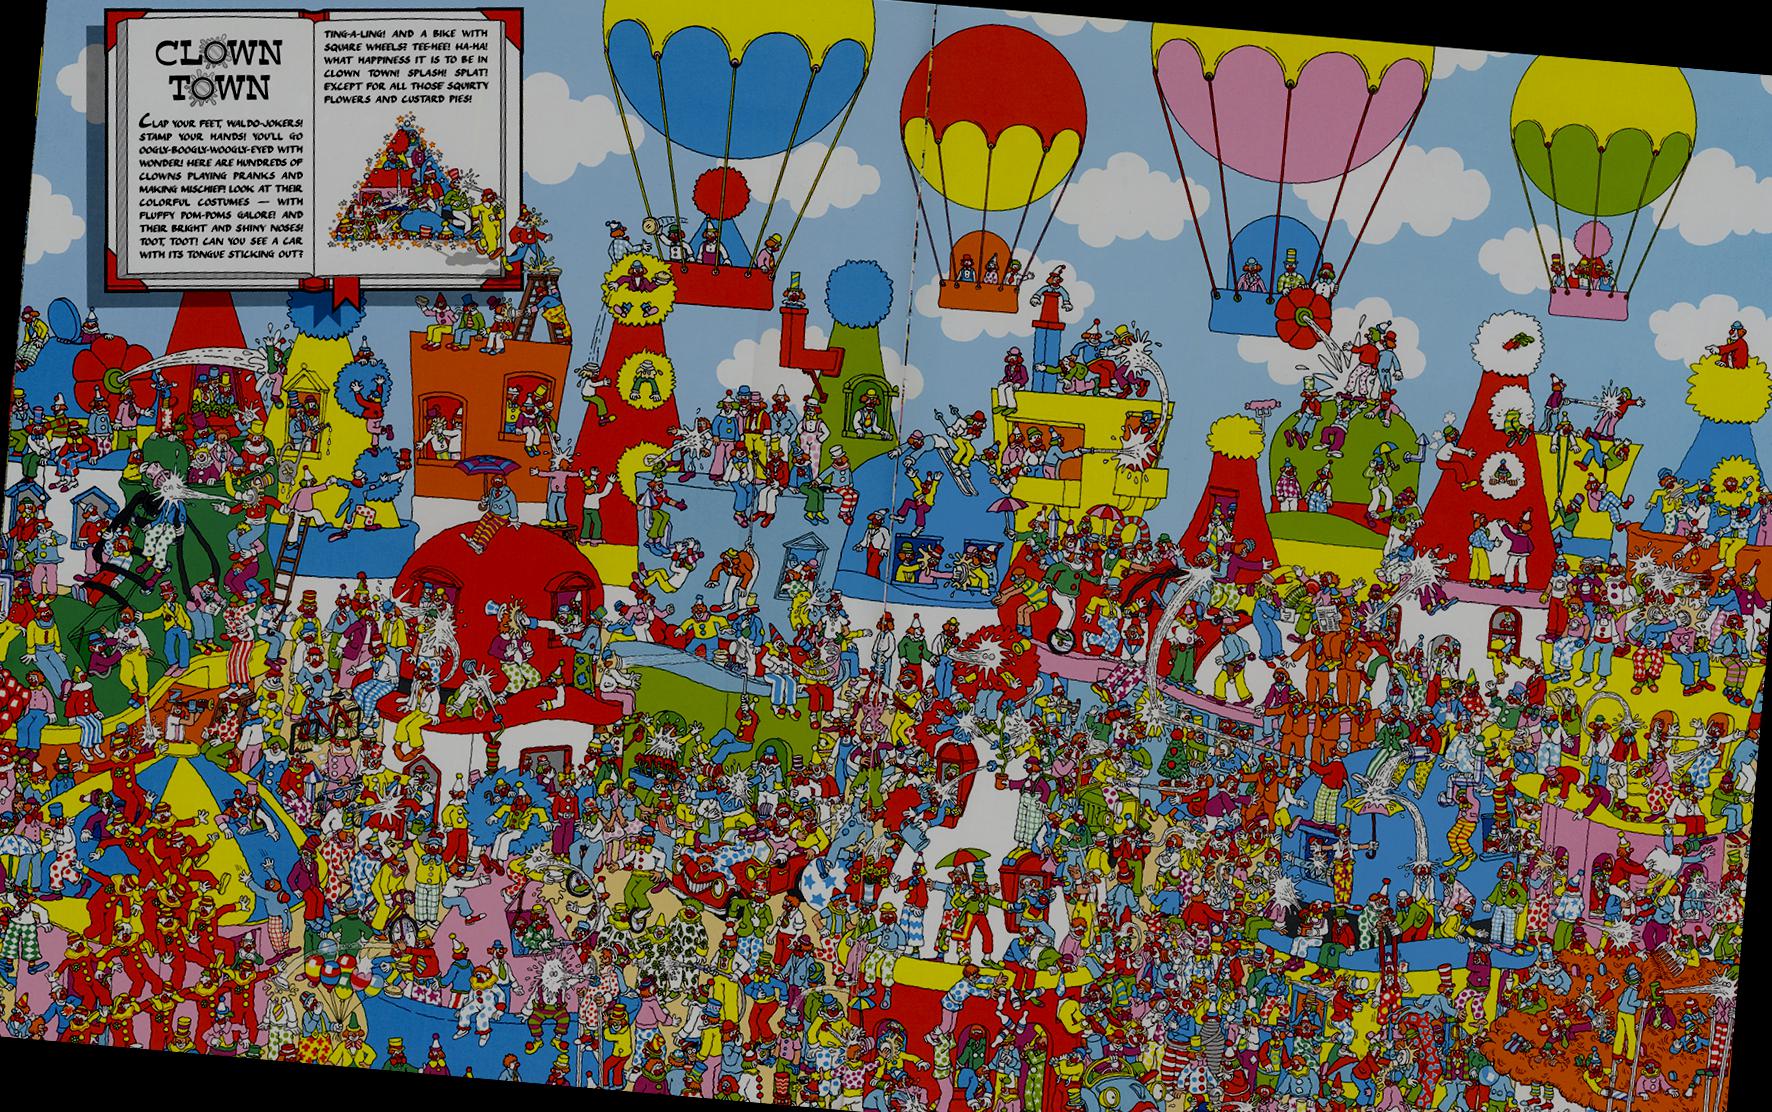 CLOWN
TOWN
CLAP YOUR FEET, WALDO-JOKERS!
STAMP YOUR HANDS! YOU'LL GO
OOGLY-BOOGLY-WOOGLY-EYED WITH
WONDER! HERE ARE HUNDREDS OF
CLOWNS PLAYING PRANKS AND
MAKING MISCHIEF! LOOK AT THEIR
COLORFUL COSTUMES — WITH
FLUFFY POM-POMS GALORE! AND
THEIR BRIGHT AND SHINY NOSES!
TOOT, TOOT! CAN YOU SEE A CAR
WITH ITS TONGUE STICKING OUT?
TING-A-LING! AND A BIKE WITH
SQUARE WHEELS? TEE-HEE! HA-HA!
WHAT HAPPINESS IT IS TO BE IN
CLOWN TOWN! SPLASH! SPLAT!
EXCEPT FOR ALL THOSE SQUIRTY
FLOWERS AND CUSTARD PIES!